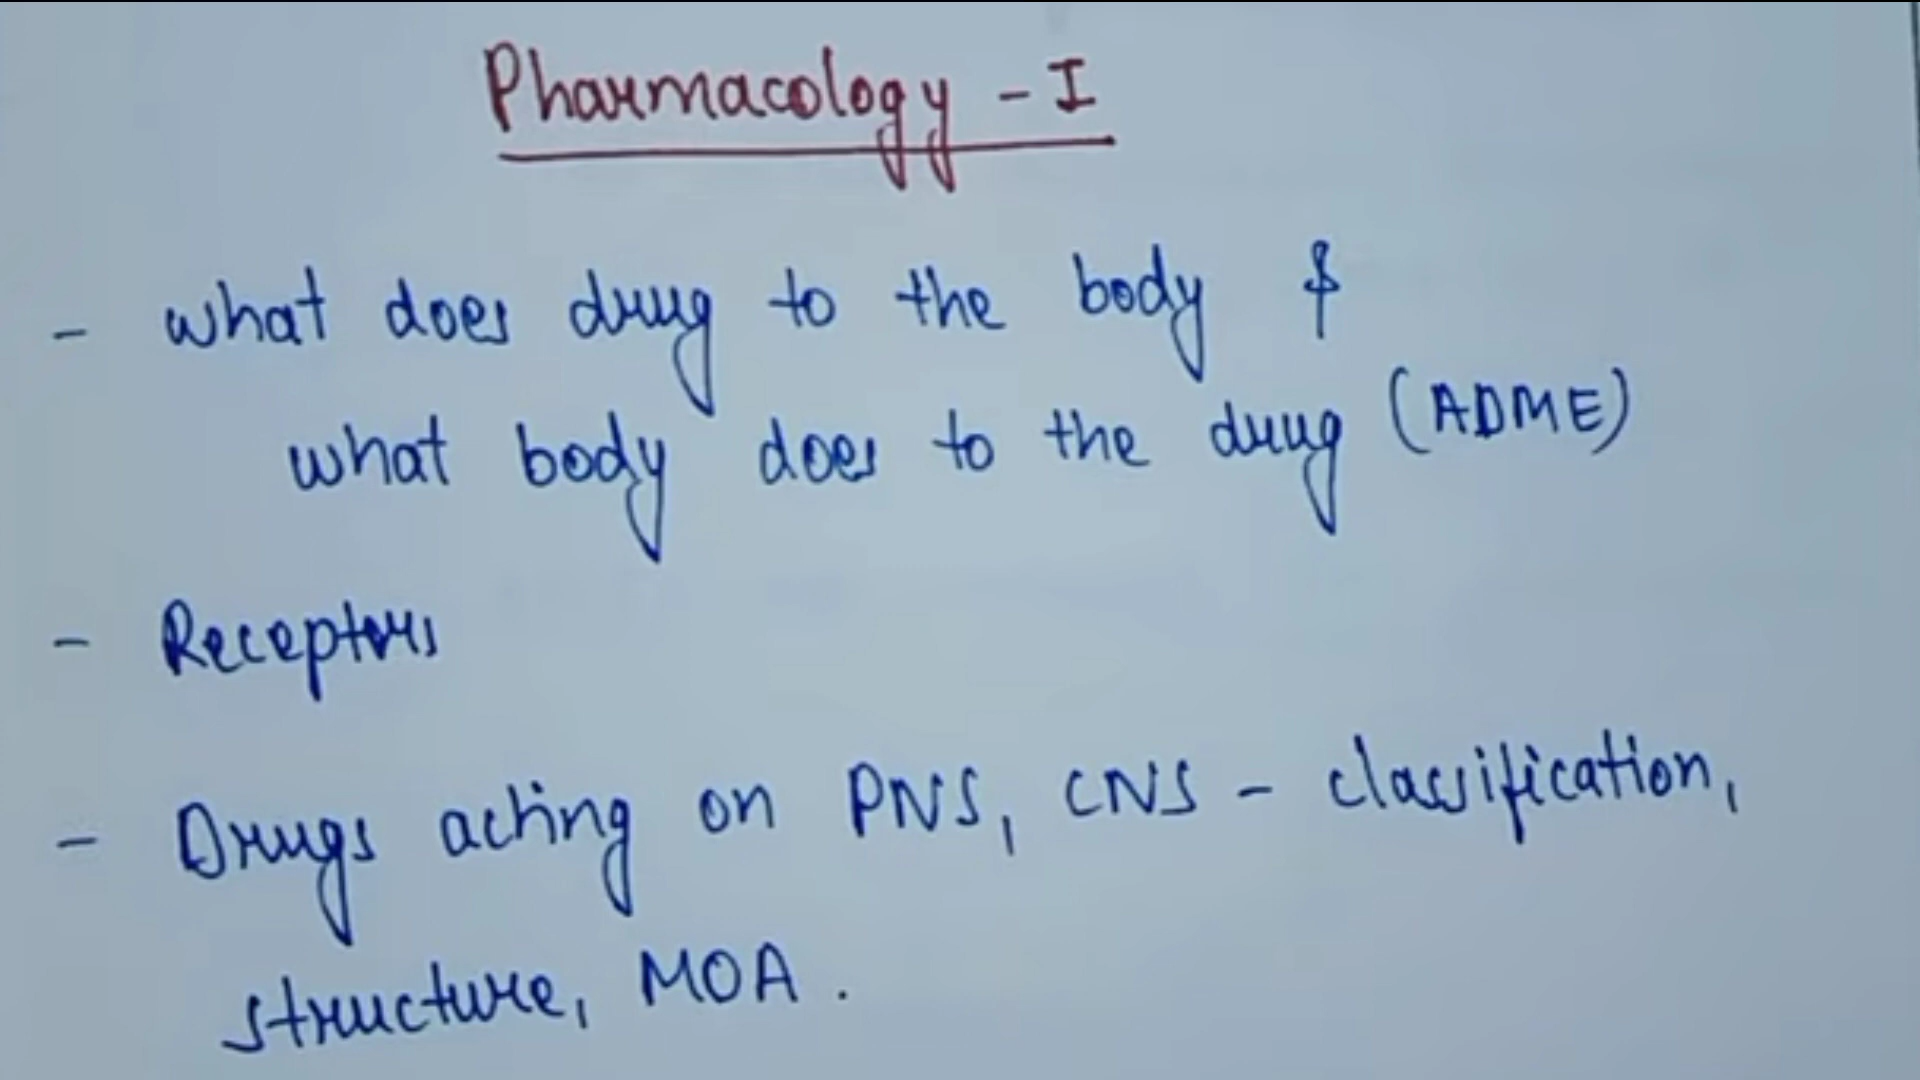 Pharmacology - I
- what does drug to the body &
what body does to the drug (ADME)
- Receptors
- Drugs acting on PNS, CNS - classification,
structure, MOA.